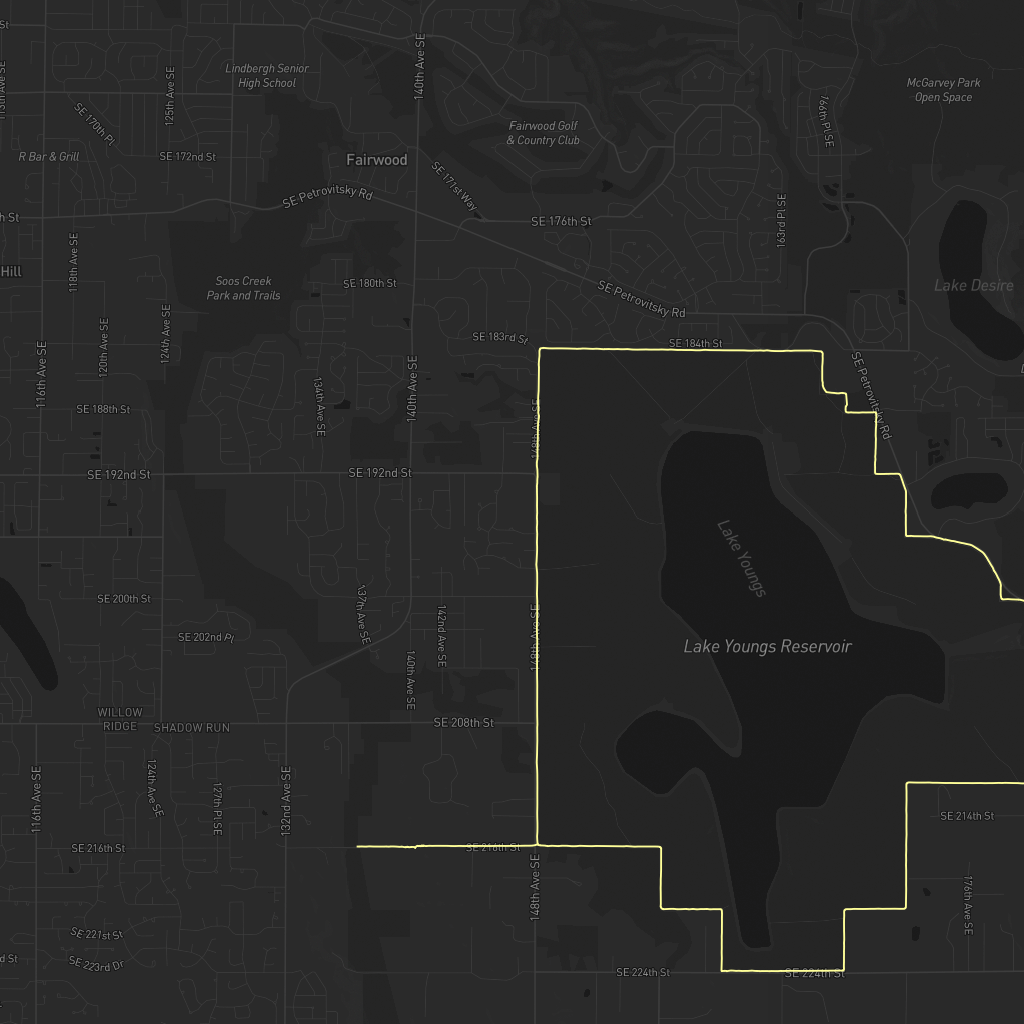 St
113th Ave SE
125th Ave SE
Lindbergh Senior
High School
140th Ave SE
McGarvey Park
Open Space
SE 170th Pl
Fairwood Golf
& Country Club
169th Pl SE
R Bar & Grill
SE 172nd St
Fairwood
SE 171st Way
SE Petrovitsky Rd
h St
SE 176th St
163rd Pl SE
118th Ave SE
Hill
Soos Creek
Park and Trails
SE 180th St
SE Petrovitsky Rd
Lake Desire
124th Ave SE
120th Ave SE
116th Ave SE
SE 183rd St
SE 184th St
140th Ave SE
134th Ave SE
SE Petrovitsky Rd
SE 188th St
148th Ave SE
SE 192nd St
SE 192nd St
Lake Youngs
SE 200th St
137th Ave SE
142nd Ave SE
148th Ave SE
SE 202nd Pl
Lake Youngs Reservoir
140th Ave SE
WILLOW
RIDGE
SHADOW RUN
SE 208th St
116th Ave SE
124th Ave SE
127th Pl SE
132nd Ave SE
SE 214th St
SE 216th St
SE 216th St
148th Ave SE
176th Ave SE
SE 221st St
SE 223rd Dr
d St
SE 224th St
SE 224th St